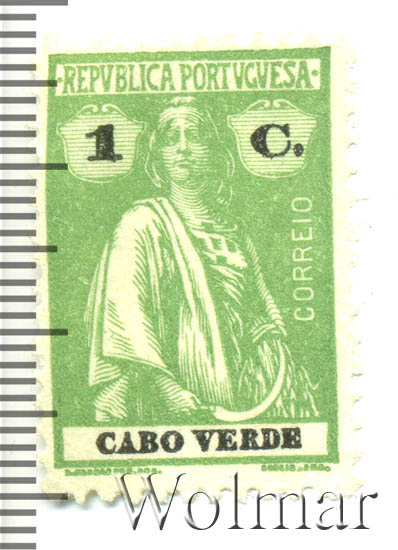 ·REPVBLICA PORTVGVESA·
1 C.
CORREIO
CABO VERDE
Wolmar